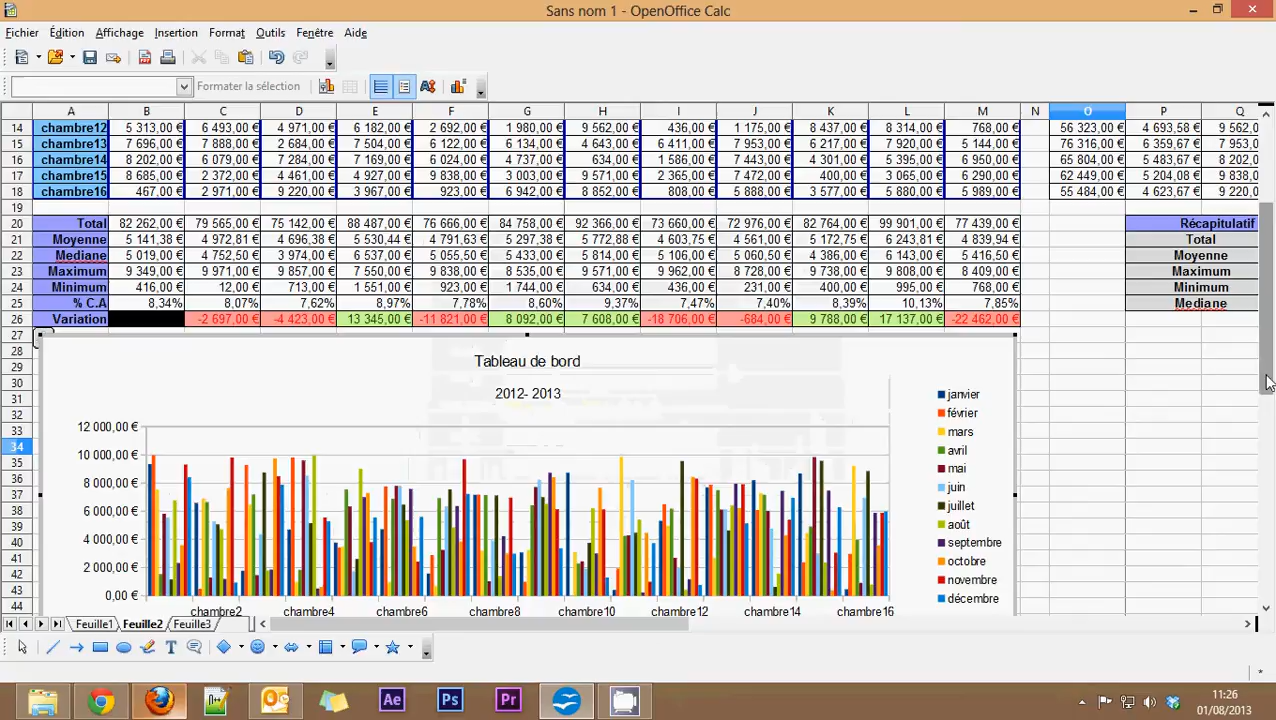 Sans nom 1 - OpenOffice Calc
Fichier Édition Affichage Insertion Format Outils Fenêtre Aide
Formater la sélection
A B C D E F G H I J K L M N O P Q
14 chambre12 5 313,00 € 6 493,00 € 4 971,00 € 6 182,00 € 2 692,00 € 1 980,00 € 9 562,00 € 436,00 € 1 175,00 € 8 437,00 € 8 314,00 € 768,00 € 56 323,00 € 4 693,58 € 9 562,0
15 chambre13 7 696,00 € 7 888,00 € 2 684,00 € 7 504,00 € 6 122,00 € 6 134,00 € 4 643,00 € 6 411,00 € 7 953,00 € 6 217,00 € 7 920,00 € 5 144,00 € 76 316,00 € 6 359,67 € 7 953,0
16 chambre14 8 202,00 € 6 079,00 € 7 284,00 € 7 169,00 € 6 024,00 € 4 737,00 € 634,00 € 1 586,00 € 7 443,00 € 4 301,00 € 5 395,00 € 6 950,00 € 65 804,00 € 5 483,67 € 8 202,0
17 chambre15 8 685,00 € 2 372,00 € 4 461,00 € 4 927,00 € 9 838,00 € 3 003,00 € 9 571,00 € 2 365,00 € 7 472,00 € 400,00 € 3 065,00 € 6 290,00 € 62 449,00 € 5 204,08 € 9 838,0
18 chambre16 467,00 € 2 971,00 € 9 220,00 € 3 967,00 € 923,00 € 6 942,00 € 8 852,00 € 808,00 € 5 888,00 € 3 577,00 € 5 880,00 € 5 989,00 € 55 484,00 € 4 623,67 € 9 220,0
19
20 Total 82 262,00 € 79 565,00 € 75 142,00 € 88 487,00 € 76 666,00 € 84 758,00 € 92 366,00 € 73 660,00 € 72 976,00 € 82 764,00 € 99 901,00 € 77 439,00 € Récapitulatif
21 Moyenne 5 141,38 € 4 972,81 € 4 696,38 € 5 530,44 € 4 791,63 € 5 297,38 € 5 772,88 € 4 603,75 € 4 561,00 € 5 172,75 € 6 243,81 € 4 839,94 € Total
22 Mediane 5 019,00 € 4 752,50 € 3 974,00 € 6 537,00 € 5 055,50 € 5 433,00 € 5 814,00 € 5 106,00 € 5 060,50 € 4 386,50 € 6 143,00 € 5 416,50 € Moyenne
23 Maximum 9 349,00 € 9 971,00 € 9 857,00 € 7 550,00 € 9 838,00 € 8 535,00 € 9 571,00 € 9 962,00 € 8 728,00 € 9 738,00 € 9 808,00 € 8 409,00 € Maximum
24 Minimum 416,00 € 12,00 € 713,00 € 1 551,00 € 923,00 € 1 744,00 € 634,00 € 436,00 € 231,00 € 400,00 € 995,00 € 768,00 € Minimum
25 % C.A 8,34% 8,07% 7,62% 8,97% 7,78% 8,60% 9,37% 7,47% 7,40% 8,39% 10,13% 7,85% Mediane
26 Variation -2 697,00 € -4 423,00 € 13 345,00 € -11 821,00 € 8 092,00 € 7 608,00 € -18 706,00 € -684,00 € 9 788,00 € 17 137,00 € -22 462,00 €
27
28
29
30
31
32
33
34
35
36
37
38
39
40
41
42
43
44
Tableau de bord
2012- 2013
12 000,00 €
10 000,00 €
8 000,00 €
6 000,00 €
4 000,00 €
2 000,00 €
0,00 €
chambre2 chambre4 chambre6 chambre8 chambre10 chambre12 chambre14 chambre16
janvier
février
mars
avril
mai
juin
juillet
août
septembre
octobre
novembre
décembre
Feuille1 Feuille2 Feuille3
Ae Ps Pr
11:26
01/08/2013